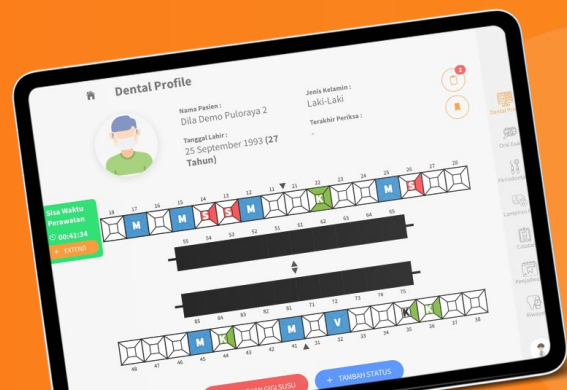 Dental Profile
Nama Pasien :
Dila Demo Puloraya 2
Jenis Kelamin :
Laki-Laki
Tanggal Lahir :
25 September 1993 (27
Tahun)
Terakhir Periksa :
-
2
Sisa Waktu
Perawatan
00:41:34
+ EXTEND
18 17 16 15 14 13 12 11 21 22 23 24 25 26 27 28
M M S S M K M S
55 54 53 52 51 61 62 63 64 65
85 84 83 82 81 71 72 73 74 75
M K M V K K
48 47 46 45 44 43 42 41 31 32 33 34 35 36 37 38
GIGI SUSU
+ TAMBAH STATUS